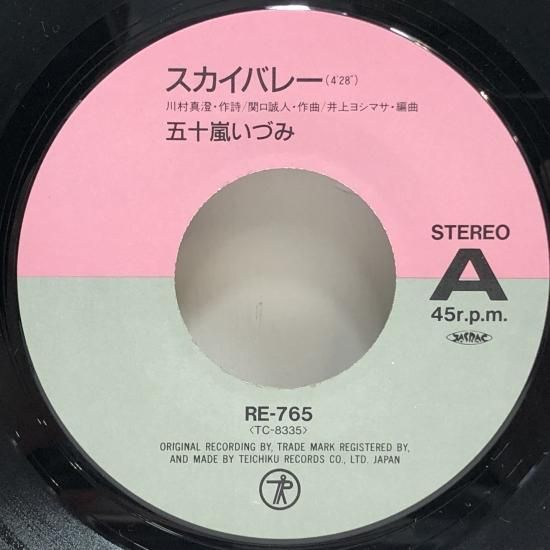 スカイバレー(4'28")
川村真澄・作詩/関口誠人・作曲/井上ヨシマサ・編曲
五十嵐いづみ
STEREO
A
45r.p.m.
JASRAC
RE-765
〈TC-8335〉
ORIGINAL RECORDING BY, TRADE MARK REGISTERED BY,
AND MADE BY TEICHIKU RECORDS CO., LTD. JAPAN